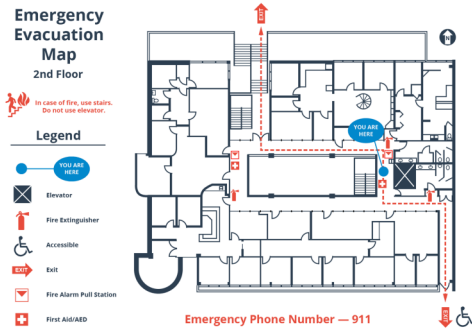 Emergency
Evacuation
Map
2nd Floor
In case of fire, use stairs.
Do not use elevator.
Legend
YOU ARE
HERE
Elevator
Fire Extinguisher
Accessible
EXIT
Exit
Fire Alarm Pull Station
First Aid/AED
EXIT
N
YOU ARE
HERE
EXIT
Emergency Phone Number — 911